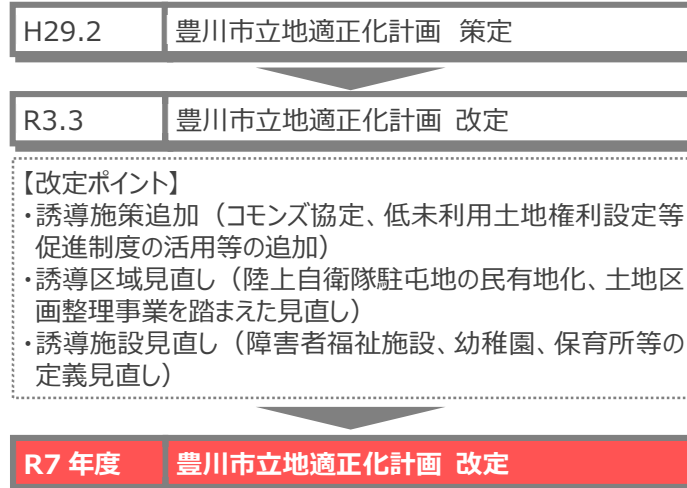 H29.2 豊川市立地適正化計画 策定
R3.3 豊川市立地適正化計画 改定
【改定ポイント】
・誘導施策追加（コモンズ協定、低未利用土地権利設定等
促進制度の活用等の追加）
・誘導区域見直し（陸上自衛隊駐屯地の民有地化、土地区
画整理事業を踏まえた見直し）
・誘導施設見直し（障害者福祉施設、幼稚園、保育所等の
定義見直し）
R7 年度 豊川市立地適正化計画 改定